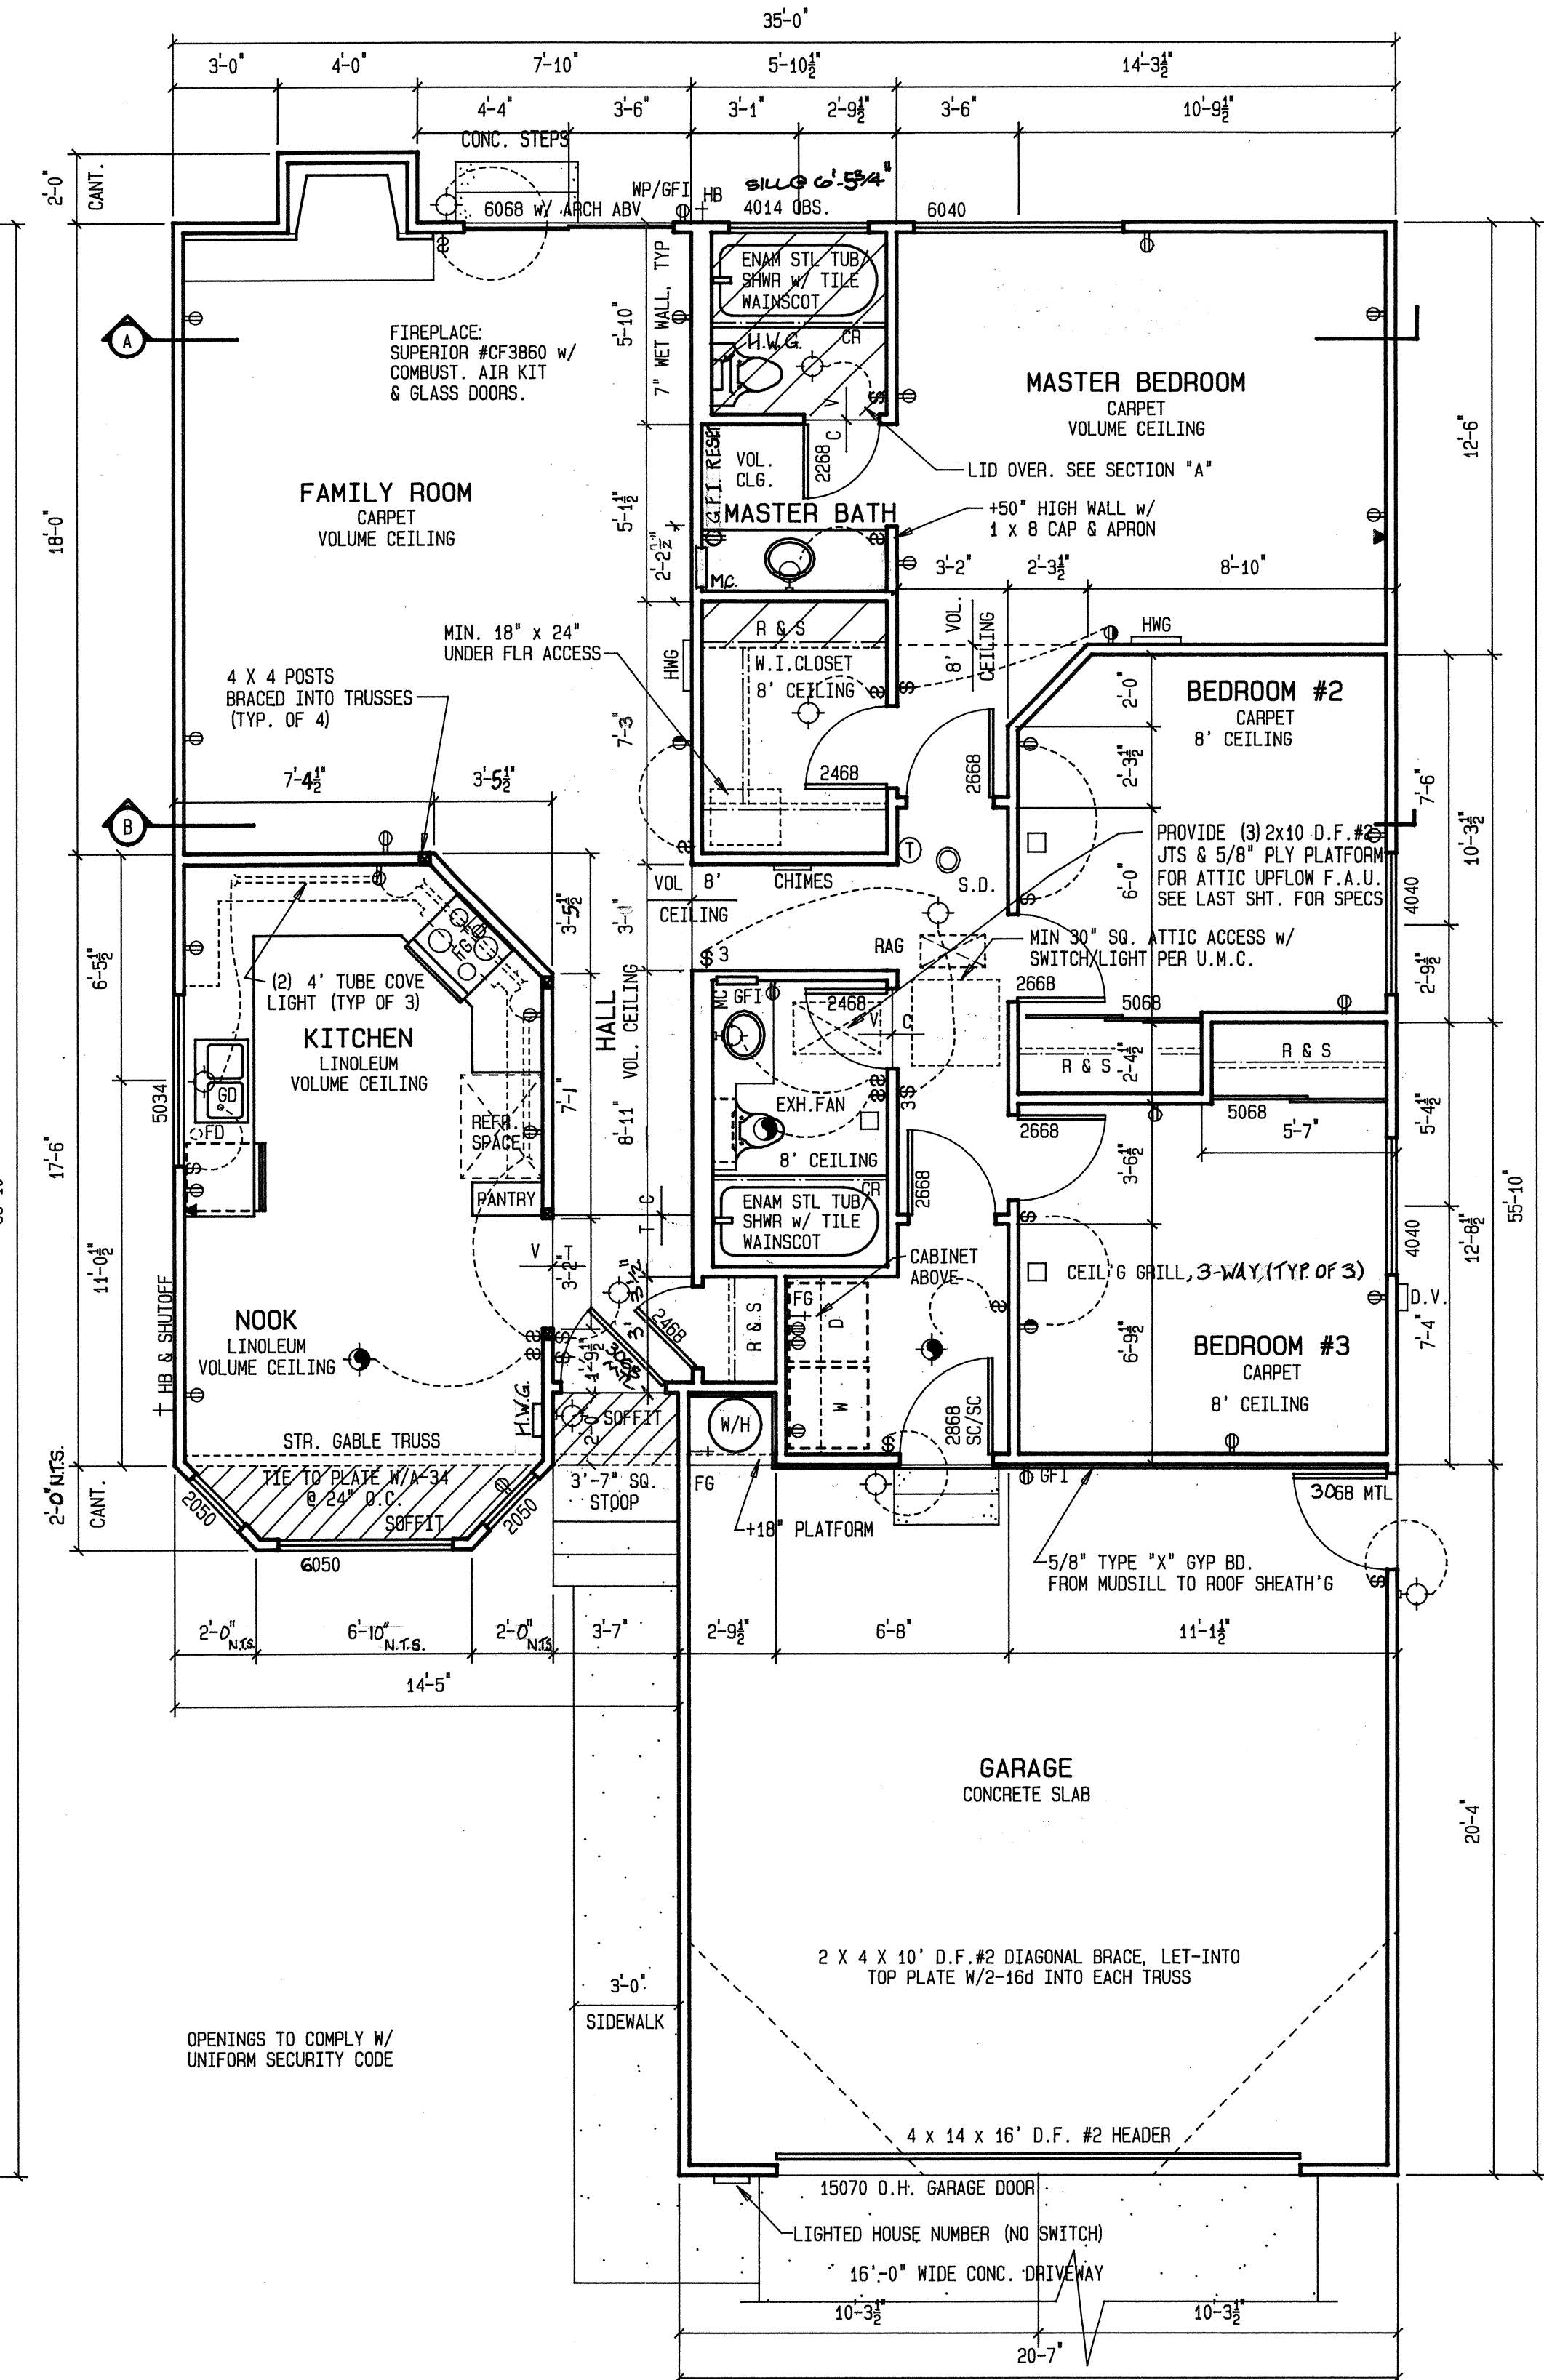 35'-0"
3'-0"
4'-0"
7'-10"
5'-10½"
14'-3½"
4'-4"
3'-6"
3'-1"
2'-9½"
3'-6"
10'-9½"
CONC. STEPS
2'-0"
CANT.
WP/GFI
HB
SILL @ 6'-5¾"
6068 W/ ARCH ABV
4014 OBS.
6040
ENAM STL TUB/
SHWR w/ TILE
WAINSCOT
7" WET WALL, TYP
5'-10"
H.W.G.
CR
A
FIREPLACE:
SUPERIOR #CF3860 W/
COMBUST. AIR KIT
& GLASS DOORS.
MASTER BEDROOM
CARPET
VOLUME CEILING
12'-6"
V
C
2268
G.F.I. RESET
VOL.
CLG.
LID OVER. SEE SECTION "A"
FAMILY ROOM
CARPET
VOLUME CEILING
18'-0"
5'-1½"
MASTER BATH
+50" HIGH WALL w/
1 x 8 CAP & APRON
2'-2½"
M.C.
3'-2"
2'-3½"
8'-10"
MIN. 18" x 24"
UNDER FLR ACCESS
HWG
R & S
W.I.CLOSET
8' CEILING
8' VOL.
CEILING
HWG
4 X 4 POSTS
BRACED INTO TRUSSES
(TYP. OF 4)
2'-0"
BEDROOM #2
CARPET
8' CEILING
7'-3"
2'-3½"
7'-4½"
3'-5½"
2468
2668
7'-6"
10'-3½"
B
PROVIDE (3) 2x10 D.F.#2
JTS & 5/8" PLY PLATFORM
FOR ATTIC UPFLOW F.A.U.
SEE LAST SHT. FOR SPECS
T
VOL
8'
CEILING
CHIMES
S.D.
6'-0"
4040
3'-5½"
3'-1"
RAG
MIN 30" SQ. ATTIC ACCESS w/
SWITCH/LIGHT PER U.M.C.
3
6'-5½"
(2) 4' TUBE COVE
LIGHT (TYP OF 3)
KITCHEN
LINOLEUM
VOLUME CEILING
HALL
VOL. CEILING
MC
GFI
2468
V
C
2668
5068
2'-9½"
R & S
2'-4½"
R & S
GD
FD
5034
REFR.
SPACE
7'-1"
8'-11"
EXH.FAN
8' CEILING
3
2668
5068
5'-7"
5'-4½"
17'-6"
PANTRY
CR
ENAM STL TUB/
SHWR w/ TILE
WAINSCOT
2668
3'-6½"
55'-10"
11'-0½"
V
T
T
C
3'-2"
3'-3½"
CABINET
ABOVE
4040
12'-8½"
CEIL'G GRILL, 3-WAY (TYP. OF 3)
HB & SHUTOFF
NOOK
LINOLEUM
VOLUME CEILING
2468
3068
MTL
1'-9½"
R & S
FG
D
D.V.
6'-9½"
7'-4"
BEDROOM #3
CARPET
8' CEILING
H.W.G.
2'-0"
SOFFIT
W/H
W
2868
SC/SC
STR. GABLE TRUSS
TIE TO PLATE W/A-34
@ 24" O.C.
SOFFIT
2'-0" N.T.S.
CANT.
2050
2050
6050
3'-7" SQ.
STOOP
FG
GFI
3068 MTL
+18" PLATFORM
5/8" TYPE "X" GYP BD.
FROM MUDSILL TO ROOF SHEATH'G
2'-0" N.T.S.
6'-10" N.T.S.
2'-0" N.T.S.
3'-7"
2'-9½"
6'-8"
11'-1½"
14'-5"
GARAGE
CONCRETE SLAB
20'-4"
2 X 4 X 10' D.F.#2 DIAGONAL BRACE, LET-INTO
TOP PLATE W/2-16d INTO EACH TRUSS
3'-0"
SIDEWALK
OPENINGS TO COMPLY W/
UNIFORM SECURITY CODE
4 x 14 x 16' D.F. #2 HEADER
15070 O.H. GARAGE DOOR
LIGHTED HOUSE NUMBER (NO SWITCH)
16'-0" WIDE CONC. DRIVEWAY
10'-3½"
10'-3½"
20'-7"